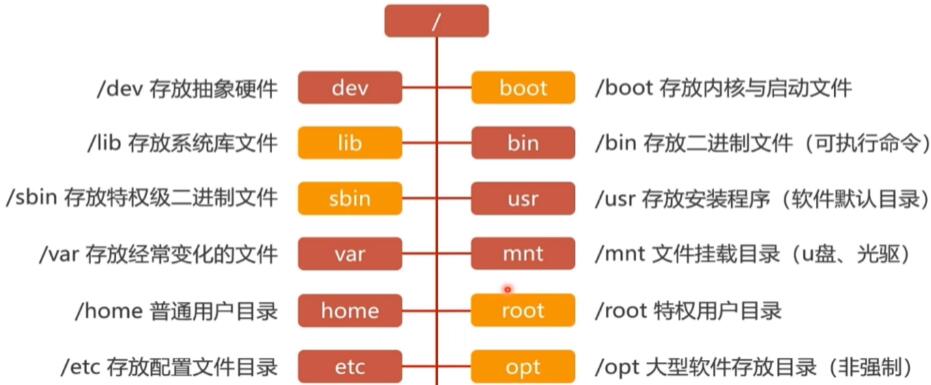 /
/dev 存放抽象硬件 dev boot /boot 存放内核与启动文件
/lib 存放系统库文件 lib bin /bin 存放二进制文件（可执行命令）
/sbin 存放特权级二进制文件 sbin usr /usr 存放安装程序（软件默认目录）
/var 存放经常变化的文件 var mnt /mnt 文件挂载目录（u盘、光驱）
/home 普通用户目录 home root /root 特权用户目录
/etc 存放配置文件目录 etc opt /opt 大型软件存放目录（非强制）